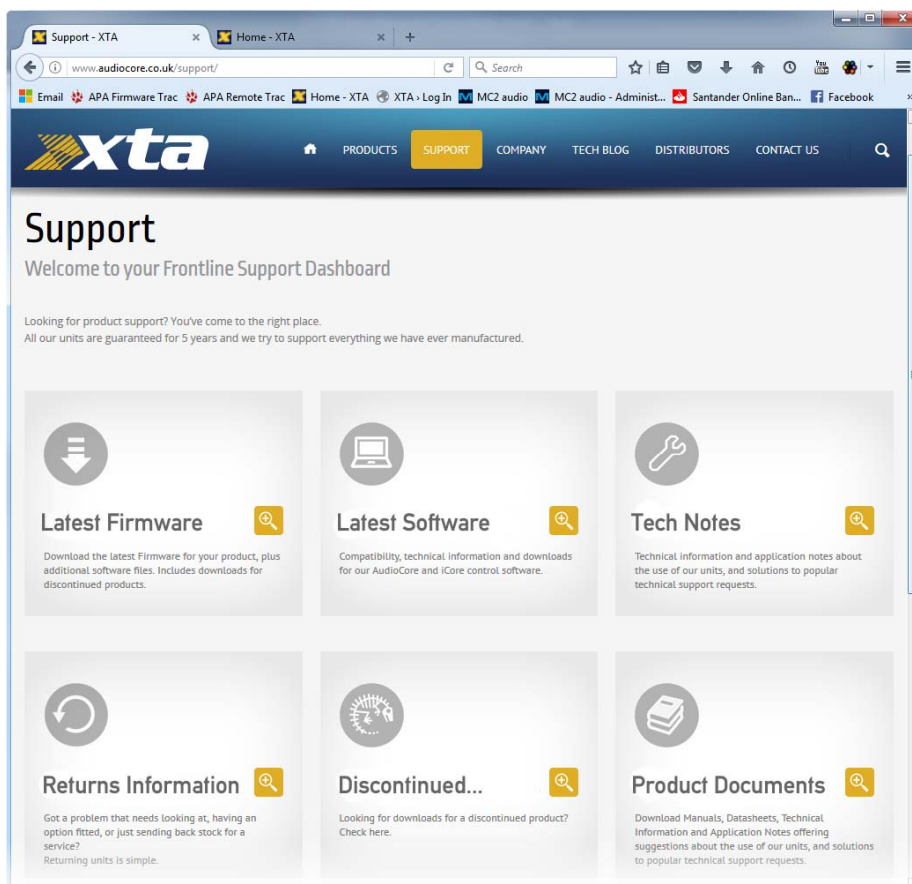 Support - XTA
Home - XTA
www.audiocore.co.uk/support/
Search
You
Tube
Email
APA Firmware Trac
APA Remote Trac
Home - XTA
XTA › Log In
MC2 audio
MC2 audio - Administ...
Santander Online Ban...
Facebook
xta
PRODUCTS
SUPPORT
COMPANY
TECH BLOG
DISTRIBUTORS
CONTACT US
Support
Welcome to your Frontline Support Dashboard
Looking for product support? You've come to the right place.
All our units are guaranteed for 5 years and we try to support everything we have ever manufactured.
Latest Firmware
Download the latest Firmware for your product, plus
additional software files. Includes downloads for
discontinued products.
Latest Software
Compatibility, technical information and downloads
for our AudioCore and iCore control software.
Tech Notes
Technical information and application notes about
the use of our units, and solutions to popular
technical support requests.
Returns Information
Got a problem that needs looking at, having an
option fitted, or just sending back stock for a
service?
Returning units is simple.
Discontinued...
Looking for downloads for a discontinued product?
Check here.
Product Documents
Download Manuals, Datasheets, Technical
Information and Application Notes offering
suggestions about the use of our units, and solutions
to popular technical support requests.